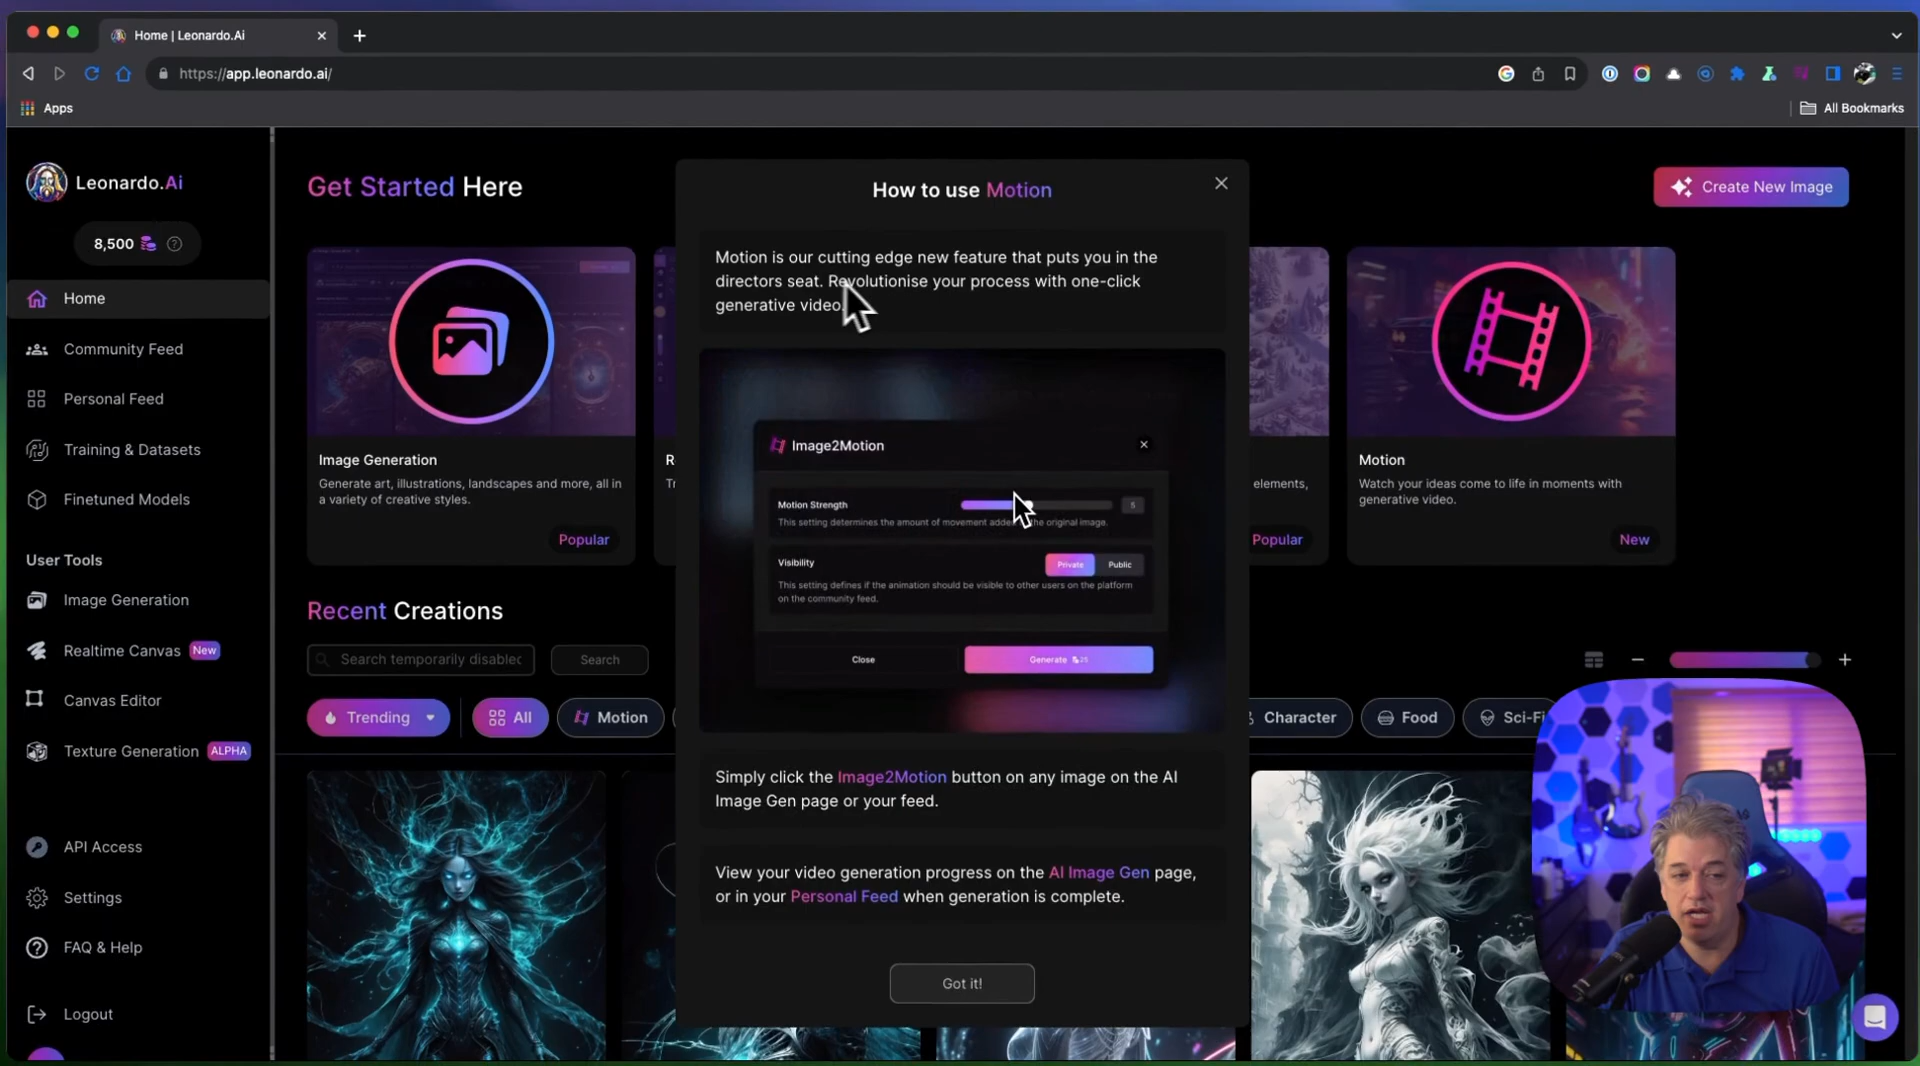 Home | Leonardo.Ai
https://app.leonardo.ai/
Apps
All Bookmarks
Leonardo.Ai
8,500
Home
Community Feed
Personal Feed
Training & Datasets
Finetuned Models
User Tools
Image Generation
Realtime Canvas New
Canvas Editor
Texture Generation ALPHA
API Access
Settings
FAQ & Help
Logout
Get Started Here
Create New Image
Image Generation
Generate art, illustrations, landscapes and more, all in
a variety of creative styles.
Popular
R
Tr
elements,
Popular
Motion
Watch your ideas come to life in moments with
generative video.
New
Recent Creations
Search temporarily disabled
Search
Trending
All
Motion
Character
Food
Sci-Fi
How to use Motion
Motion is our cutting edge new feature that puts you in the
directors seat. Revolutionise your process with one-click
generative video.
Image2Motion
Motion Strength
5
This setting determines the amount of movement added the original image.
Visibility
Private Public
This setting defines if the animation should be visible to other users on the platform
on the community feed.
Close
Generate 25
Simply click the Image2Motion button on any image on the AI
Image Gen page or your feed.
View your video generation progress on the AI Image Gen page,
or in your Personal Feed when generation is complete.
Got it!